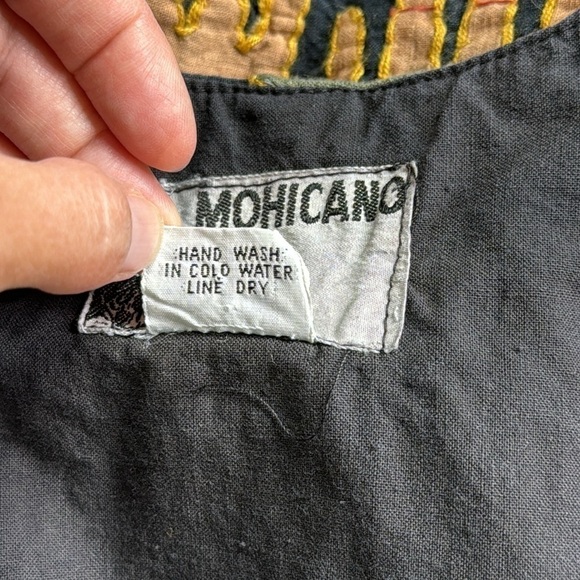 MOHICANO
HAND WASH
IN COLD WATER
LINE DRY